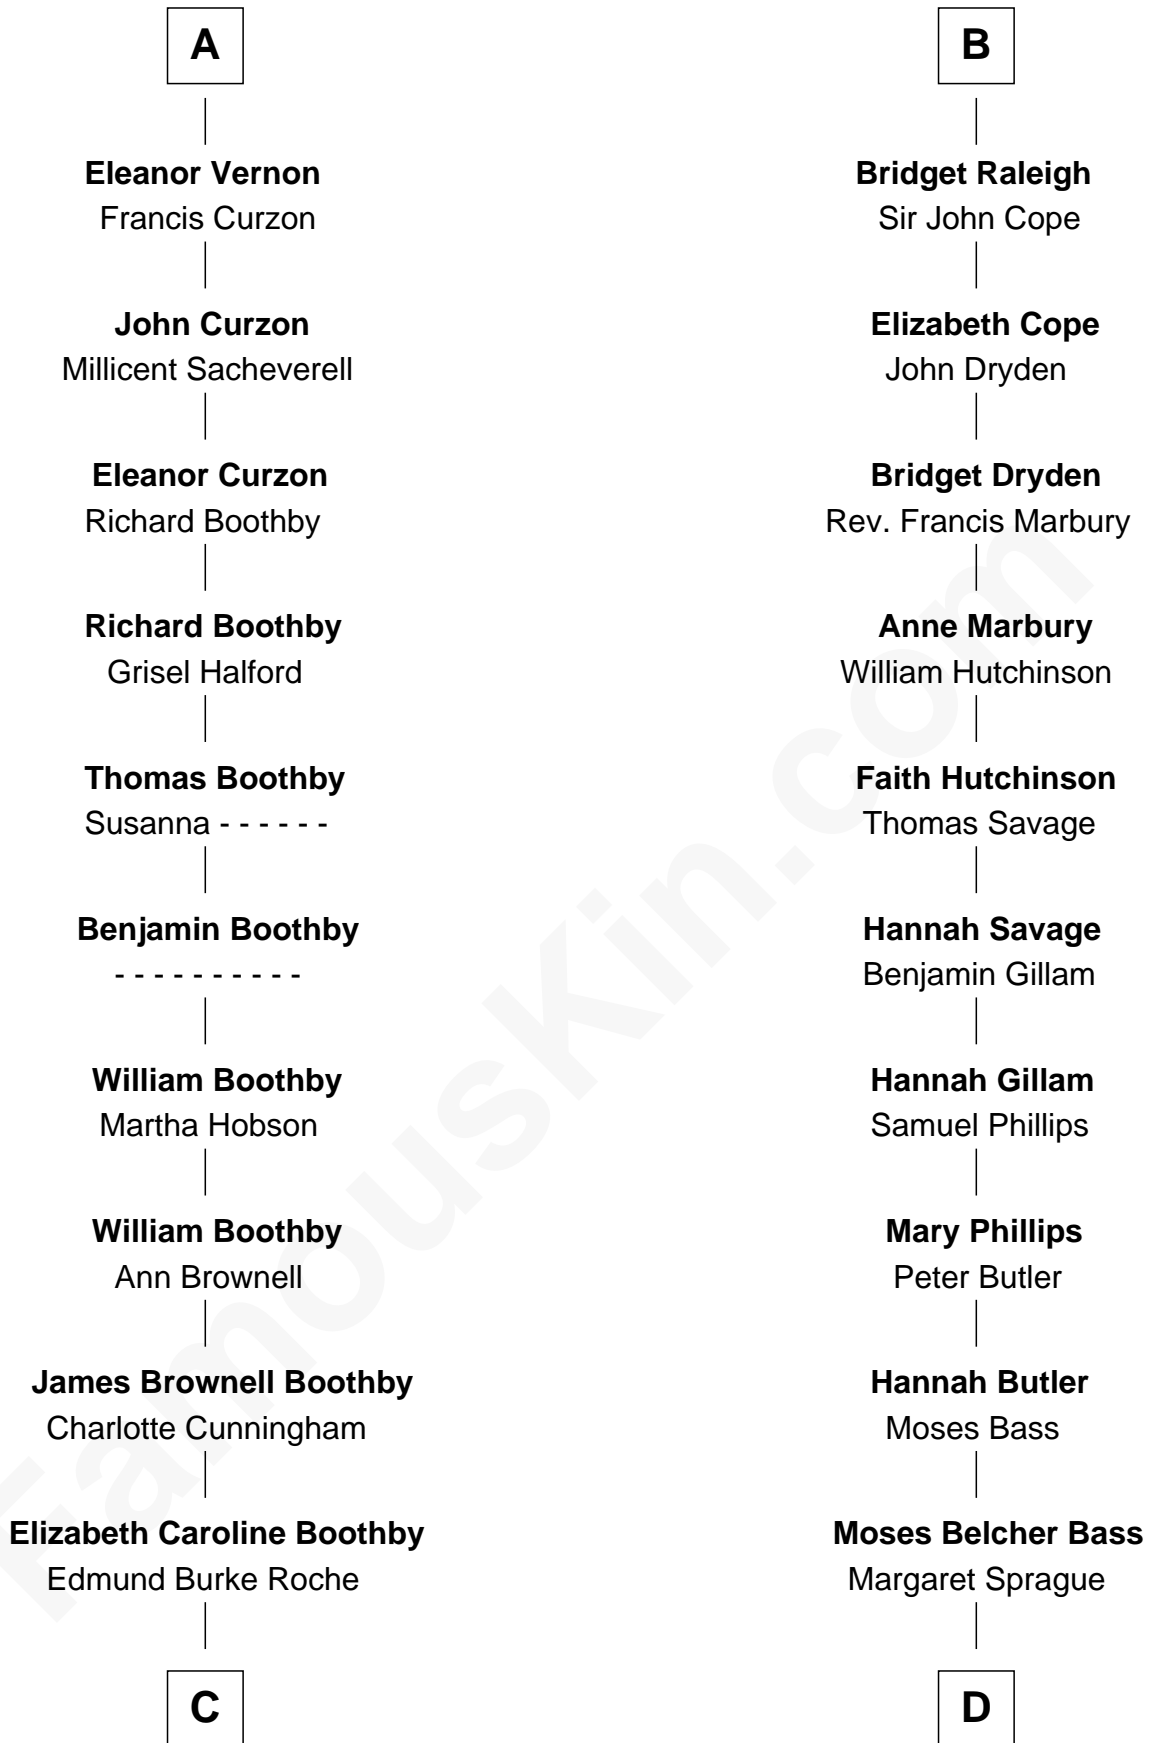 A
Eleanor Vernon
Francis Curzon
John Curzon
Millicent Sacheverell
Eleanor Curzon
Richard Boothby
Richard Boothby
Grisel Halford
Thomas Boothby
Susanna - - - - - -
Benjamin Boothby
- - - - - - - - - -
William Boothby
Martha Hobson
William Boothby
Ann Brownell
James Brownell Boothby
Charlotte Cunningham
Elizabeth Caroline Boothby
Edmund Burke Roche
C
B
Bridget Raleigh
Sir John Cope
Elizabeth Cope
John Dryden
Bridget Dryden
Rev. Francis Marbury
Anne Marbury
William Hutchinson
Faith Hutchinson
Thomas Savage
Hannah Savage
Benjamin Gillam
Hannah Gillam
Samuel Phillips
Mary Phillips
Peter Butler
Hannah Butler
Moses Bass
Moses Belcher Bass
Margaret Sprague
D
FamousKin.com